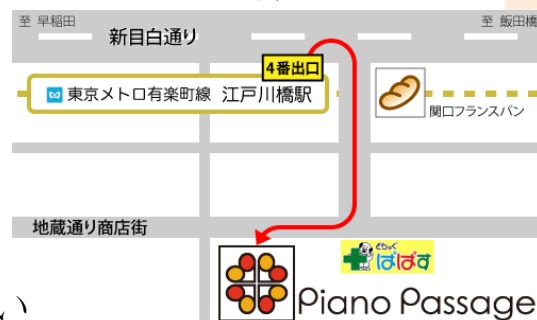 至 早稲田
至 飯田橋
新目白通り
4番出口
東京メトロ有楽町線 江戸川橋駅
関口フランスパン
地蔵通り商店街
どらっぐ
ぱぱす
Piano Passage
い